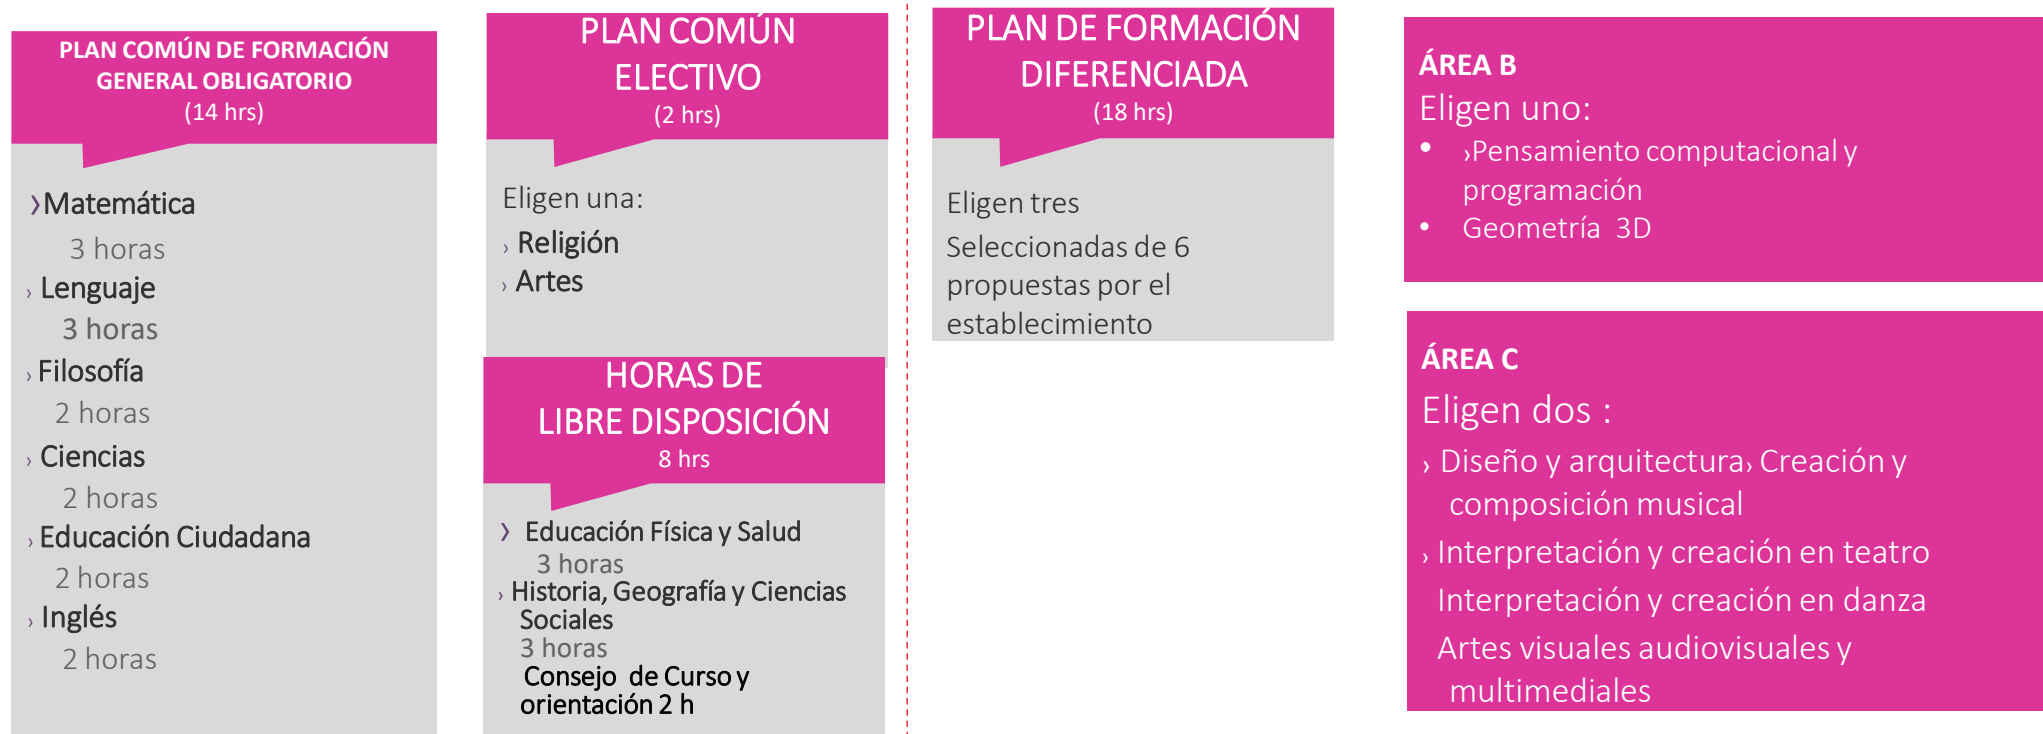 PLAN COMÚN DE FORMACIÓN
GENERAL OBLIGATORIO
(14 hrs)
›Matemática
3 horas
› Lenguaje
3 horas
› Filosofía
2 horas
› Ciencias
2 horas
› Educación Ciudadana
2 horas
› Inglés
2 horas
PLAN COMÚN
ELECTIVO
(2 hrs)
Eligen una:
› Religión
› Artes
HORAS DE
LIBRE DISPOSICIÓN
8 hrs
› Educación Física y Salud
3 horas
› Historia, Geografía y Ciencias
Sociales
3 horas
Consejo de Curso y
orientación 2 h
PLAN DE FORMACIÓN
DIFERENCIADA
(18 hrs)
Eligen tres
Seleccionadas de 6
propuestas por el
establecimiento
ÁREA B
Eligen uno:
• ›Pensamiento computacional y
programación
• Geometría 3D
ÁREA C
Eligen dos :
› Diseño y arquitectura› Creación y
composición musical
› Interpretación y creación en teatro
Interpretación y creación en danza
Artes visuales audiovisuales y
multimediales